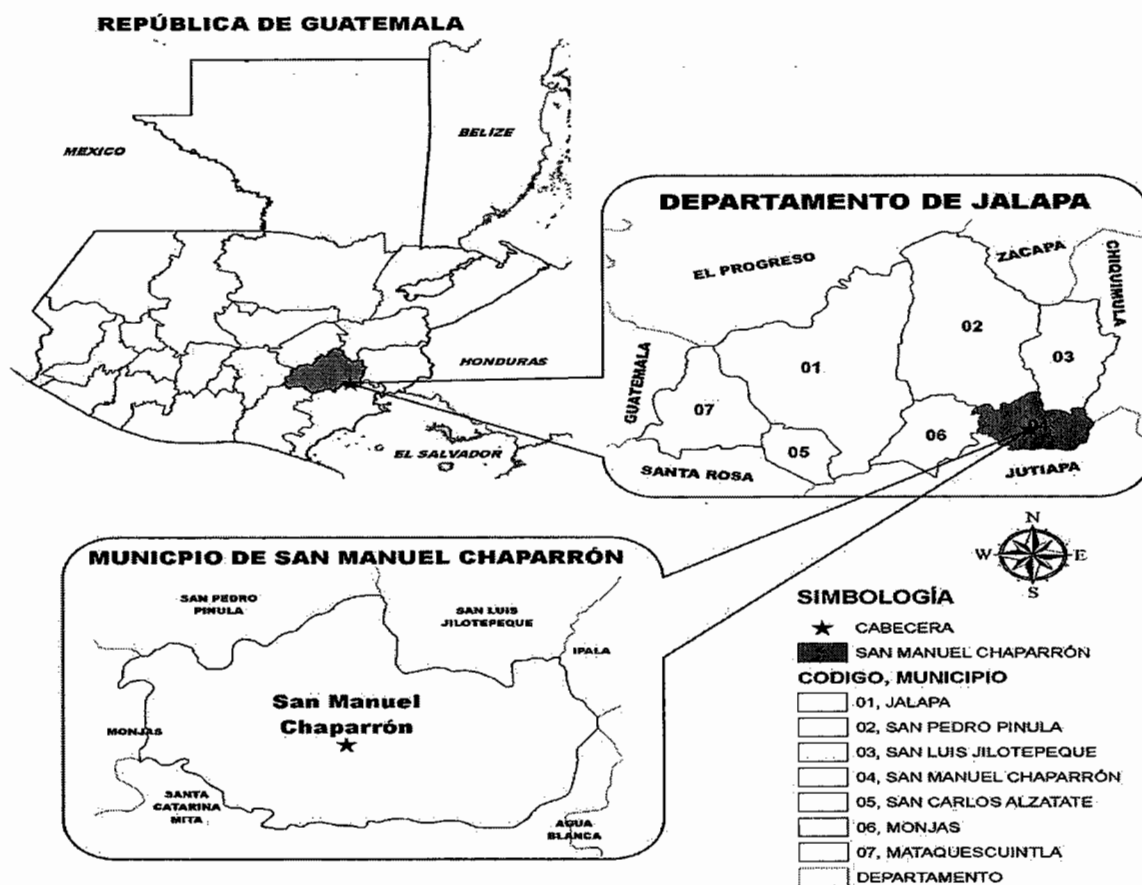 REPÚBLICA DE GUATEMALA
MEXICO
BELIZE
HONDURAS
EL SALVADOR
DEPARTAMENTO DE JALAPA
EL PROGRESO
ZACAPA
CHIQUIMULA
GUATEMALA
01
02
03
04
05
06
07
SANTA ROSA
JUTIAPA
MUNICPIO DE SAN MANUEL CHAPARRÓN
SAN PEDRO
PINULA
SAN LUIS
JILOTEPEQUE
IPALA
San Manuel
Chaparrón
MONJAS
SANTA
CATARINA
MITA
AGUA
BLANCA
N
W
E
S
SIMBOLOGÍA
CABECERA
SAN MANUEL CHAPARRÓN
CODIGO, MUNICIPIO
01, JALAPA
02, SAN PEDRO PINULA
03, SAN LUIS JILOTEPEQUE
04, SAN MANUEL CHAPARRÓN
05, SAN CARLOS ALZATATE
06, MONJAS
07, MATAQUESCUINTLA
DEPARTAMENTO